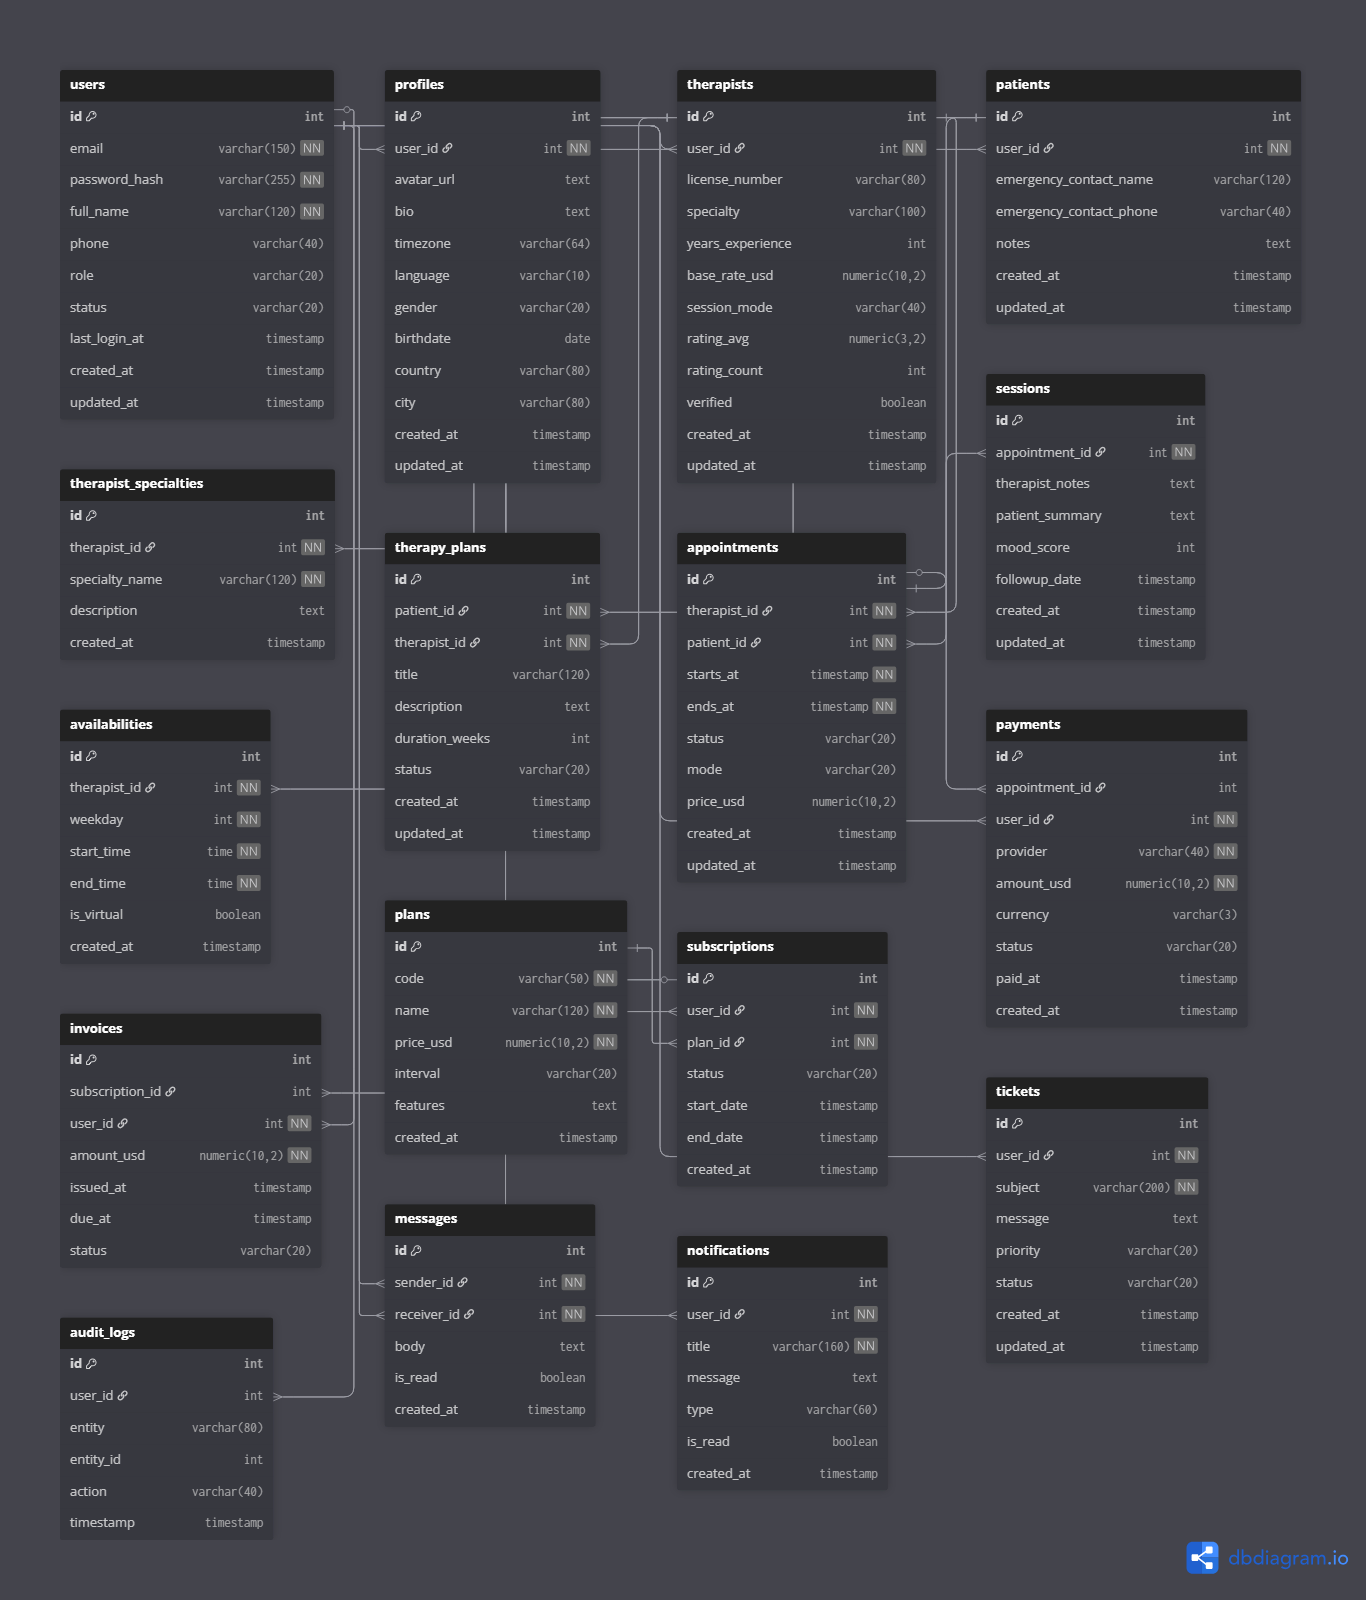 users
id int
email varchar(150) NN
password_hash varchar(255) NN
full_name varchar(120) NN
phone varchar(40)
role varchar(20)
status varchar(20)
last_login_at timestamp
created_at timestamp
updated_at timestamp
profiles
id int
user_id int NN
avatar_url text
bio text
timezone varchar(64)
language varchar(10)
gender varchar(20)
birthdate date
country varchar(80)
city varchar(80)
created_at timestamp
updated_at timestamp
therapists
id int
user_id int NN
license_number varchar(80)
specialty varchar(100)
years_experience int
base_rate_usd numeric(10,2)
session_mode varchar(40)
rating_avg numeric(3,2)
rating_count int
verified boolean
created_at timestamp
updated_at timestamp
patients
id int
user_id int NN
emergency_contact_name varchar(120)
emergency_contact_phone varchar(40)
notes text
created_at timestamp
updated_at timestamp
sessions
id int
appointment_id int NN
therapist_notes text
patient_summary text
mood_score int
followup_date timestamp
created_at timestamp
updated_at timestamp
therapist_specialties
id int
therapist_id int NN
specialty_name varchar(120) NN
description text
created_at timestamp
therapy_plans
id int
patient_id int NN
therapist_id int NN
title varchar(120)
description text
duration_weeks int
status varchar(20)
created_at timestamp
updated_at timestamp
appointments
id int
therapist_id int NN
patient_id int NN
starts_at timestamp NN
ends_at timestamp NN
status varchar(20)
mode varchar(20)
price_usd numeric(10,2)
created_at timestamp
updated_at timestamp
availabilities
id int
therapist_id int NN
weekday int NN
start_time time NN
end_time time NN
is_virtual boolean
created_at timestamp
payments
id int
appointment_id int
user_id int NN
provider varchar(40) NN
amount_usd numeric(10,2) NN
currency varchar(3)
status varchar(20)
paid_at timestamp
created_at timestamp
plans
id int
code varchar(50) NN
name varchar(120) NN
price_usd numeric(10,2) NN
interval varchar(20)
features text
created_at timestamp
subscriptions
id int
user_id int NN
plan_id int NN
status varchar(20)
start_date timestamp
end_date timestamp
created_at timestamp
invoices
id int
subscription_id int
user_id int NN
amount_usd numeric(10,2) NN
issued_at timestamp
due_at timestamp
status varchar(20)
tickets
id int
user_id int NN
subject varchar(200) NN
message text
priority varchar(20)
status varchar(20)
created_at timestamp
updated_at timestamp
messages
id int
sender_id int NN
receiver_id int NN
body text
is_read boolean
created_at timestamp
notifications
id int
user_id int NN
title varchar(160) NN
message text
type varchar(60)
is_read boolean
created_at timestamp
audit_logs
id int
user_id int
entity varchar(80)
entity_id int
action varchar(40)
timestamp timestamp
dbdiagram.io